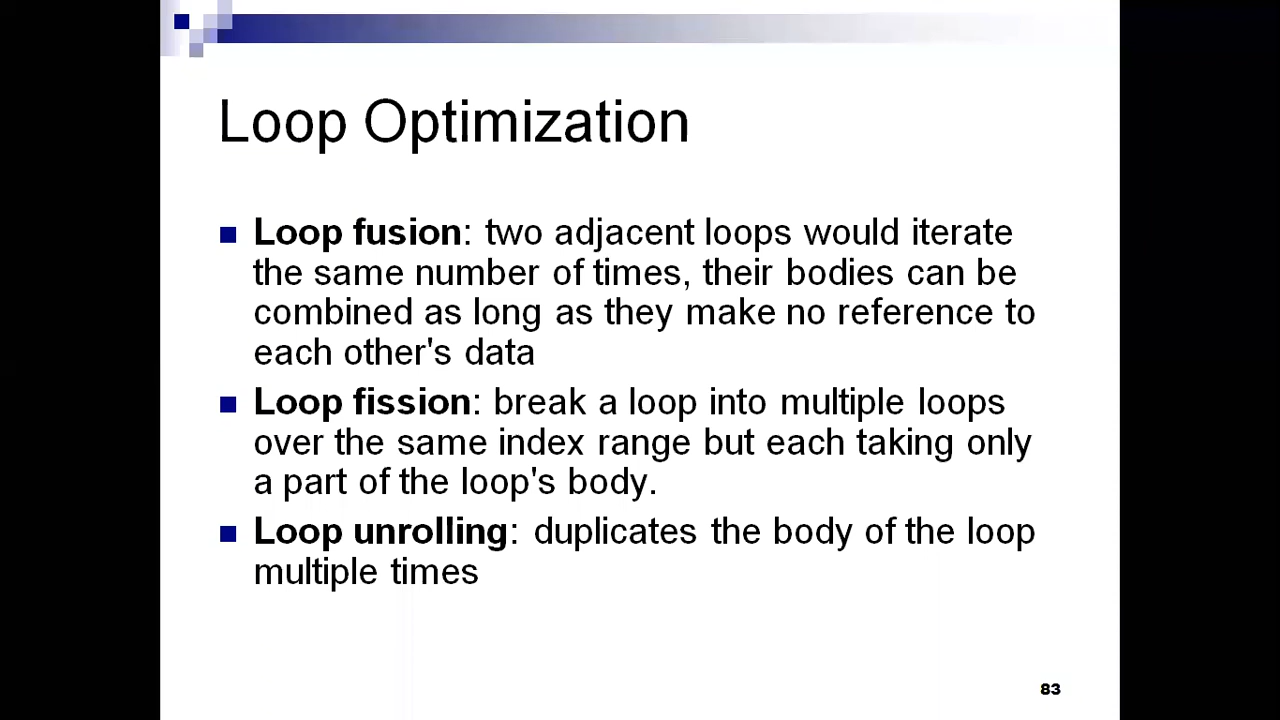 Loop Optimization
Loop fusion: two adjacent loops would iterate
the same number of times, their bodies can be
combined as long as they make no reference to
each other's data
Loop fission: break a loop into multiple loops
over the same index range but each taking only
a part of the loop's body.
Loop unrolling: duplicates the body of the loop
multiple times
83